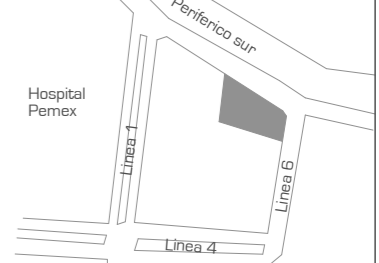 Periferico sur
Hospital
Pemex
Linea 1
Linea 6
Linea 4